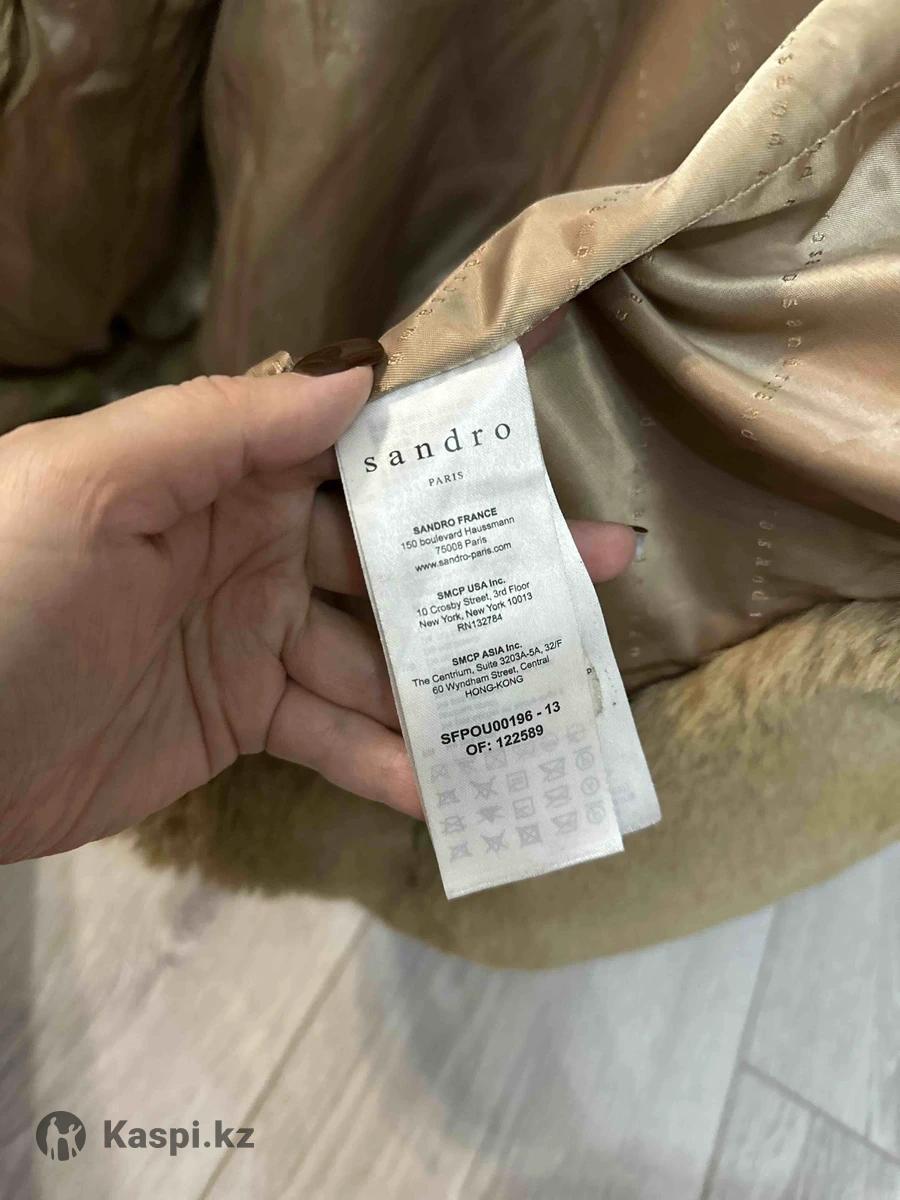 sandro
PARIS
SANDRO FRANCE
150 boulevard Haussmann
75008 Paris
www.sandro-paris.com
SMCP USA Inc.
10 Crosby Street, 3rd Floor
New York, New York 10013
RN132784
SMCP ASIA Inc.
The Centrium, Suite 3203A-5A, 32/F
60 Wyndham Street, Central
HONG-KONG
SFPOU00196 - 13
OF: 122589
Kaspi.kz